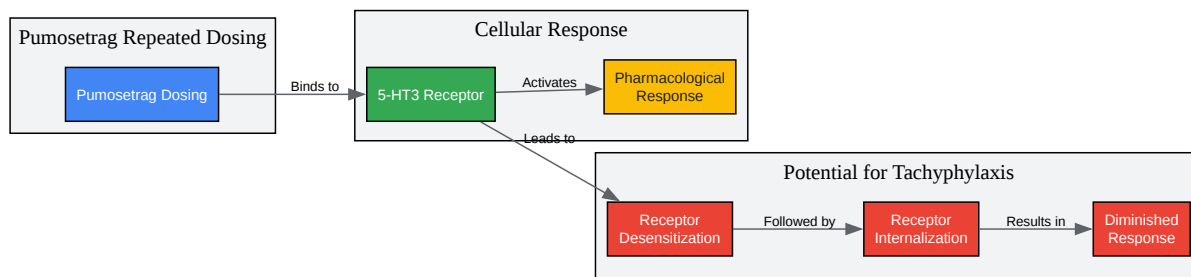 Pumosetrag Repeated Dosing
Pumosetrag Dosing
Binds to
Cellular Response
5-HT3 Receptor
Activates
Pharmacological
Response
Leads to
Potential for Tachyphylaxis
Receptor
Desensitization
Followed by
Receptor
Internalization
Results in
Diminished
Response